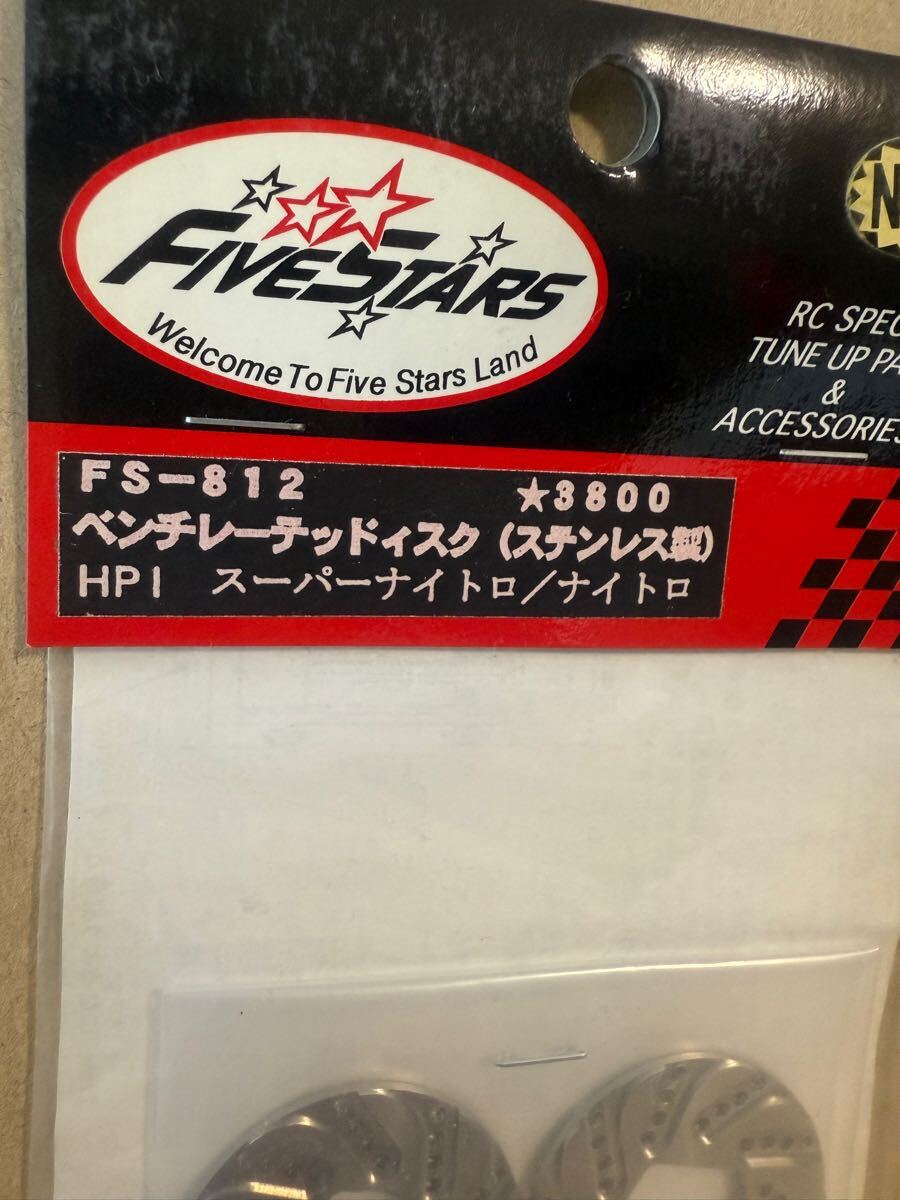 FIVESTARS
Welcome To Five Stars Land
N
RC SPEC
TUNE UP PA
&
ACCESSORIES
FS-812 ★3800
ベンチレーテッドィスク(ステンレス製)
HPI スーパーナイトロ/ナイトロ